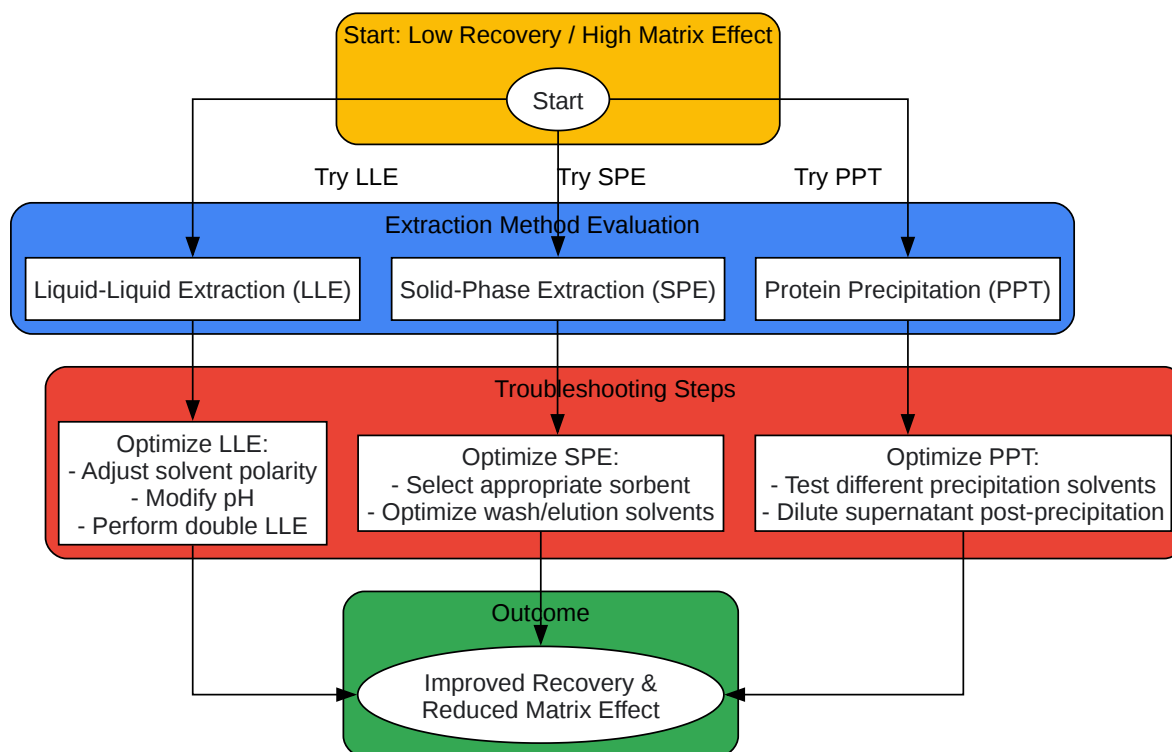 Start: Low Recovery / High Matrix Effect
Start
Try LLE
Try SPE
Try PPT
Extraction Method Evaluation
Liquid-Liquid Extraction (LLE)
Solid-Phase Extraction (SPE)
Protein Precipitation (PPT)
Troubleshooting Steps
Optimize LLE:
- Adjust solvent polarity
- Modify pH
- Perform double LLE
Optimize SPE:
- Select appropriate sorbent
- Optimize wash/elution solvents
Optimize PPT:
- Test different precipitation solvents
- Dilute supernatant post-precipitation
Outcome
Improved Recovery &
Reduced Matrix Effect